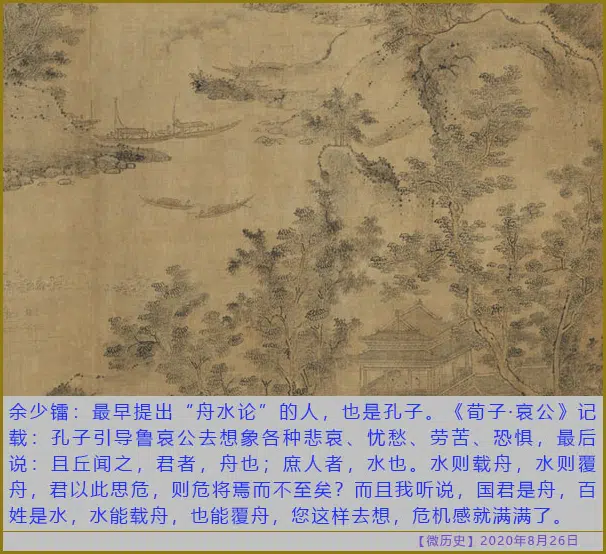 余少镭：最早提出“舟水论”的人，也是孔子。《荀子·哀公》记
载：孔子引导鲁哀公去想象各种悲哀、忧愁、劳苦、恐惧，最后
说：且丘闻之，君者，舟也；庶人者，水也。水则载舟，水则覆
舟，君以此思危，则危将焉而不至矣？而且我听说，国君是舟，百
姓是水，水能载舟，也能覆舟，您这样去想，危机感就满满了。
【微历史】2020年8月26日